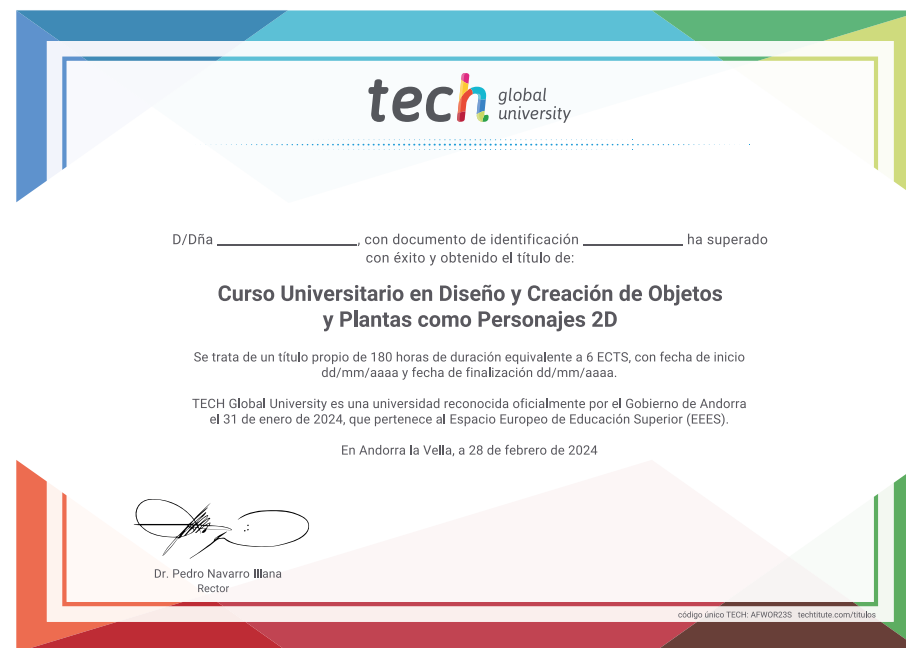 tech global university
D/Dña ____________________, con documento de identificación ______________ ha superado
con éxito y obtenido el título de:
Curso Universitario en Diseño y Creación de Objetos
y Plantas como Personajes 2D
Se trata de un título propio de 180 horas de duración equivalente a 6 ECTS, con fecha de inicio
dd/mm/aaaa y fecha de finalización dd/mm/aaaa.
TECH Global University es una universidad reconocida oficialmente por el Gobierno de Andorra
el 31 de enero de 2024, que pertenece al Espacio Europeo de Educación Superior (EEES).
En Andorra la Vella, a 28 de febrero de 2024
Dr. Pedro Navarro Illana
Rector
código único TECH: AFWOR23S techtitute.com/titulos